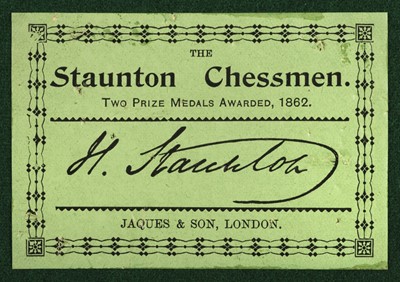 THE
Staunton Chessmen.
TWO PRIZE MEDALS AWARDED, 1862.
H. Staunton
JAQUES & SON, LONDON.